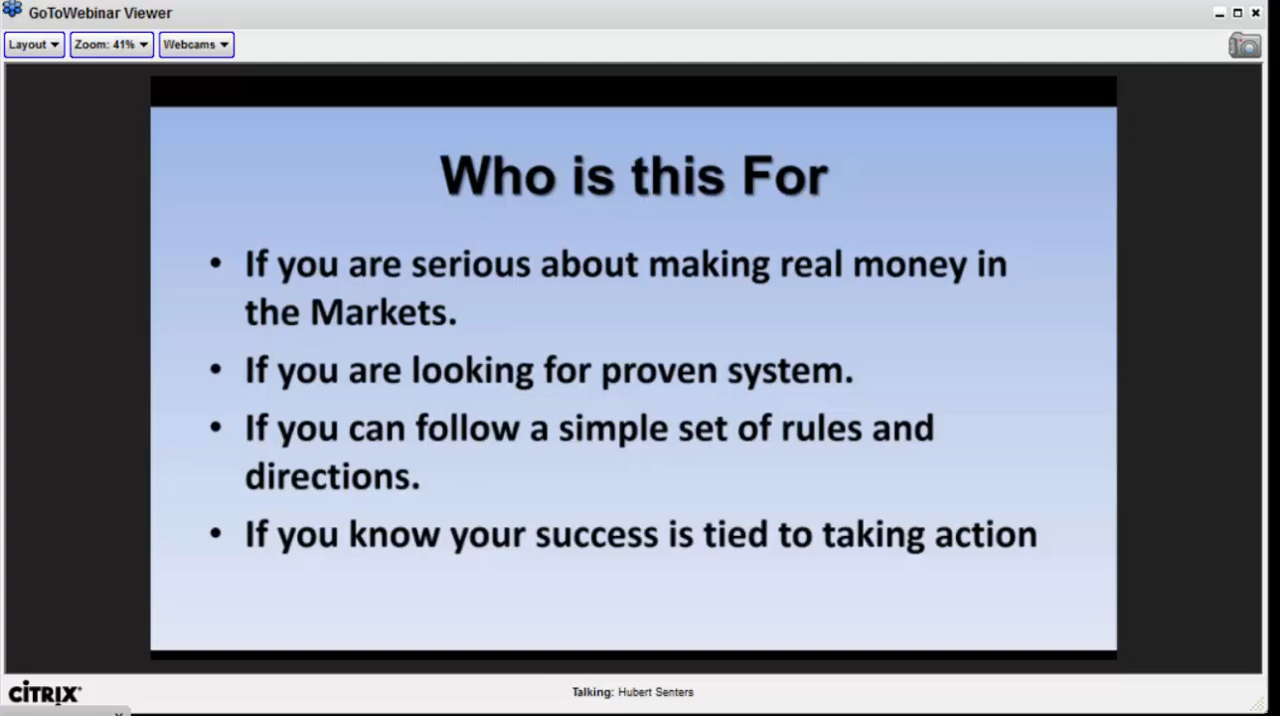 GoToWebinar Viewer
Layout Zoom: 41% Webcams
Who is this For
• If you are serious about making real money in
the Markets.
• If you are looking for proven system.
• If you can follow a simple set of rules and
directions.
• If you know your success is tied to taking action
CiTRIX®
Talking: Hubert Senters